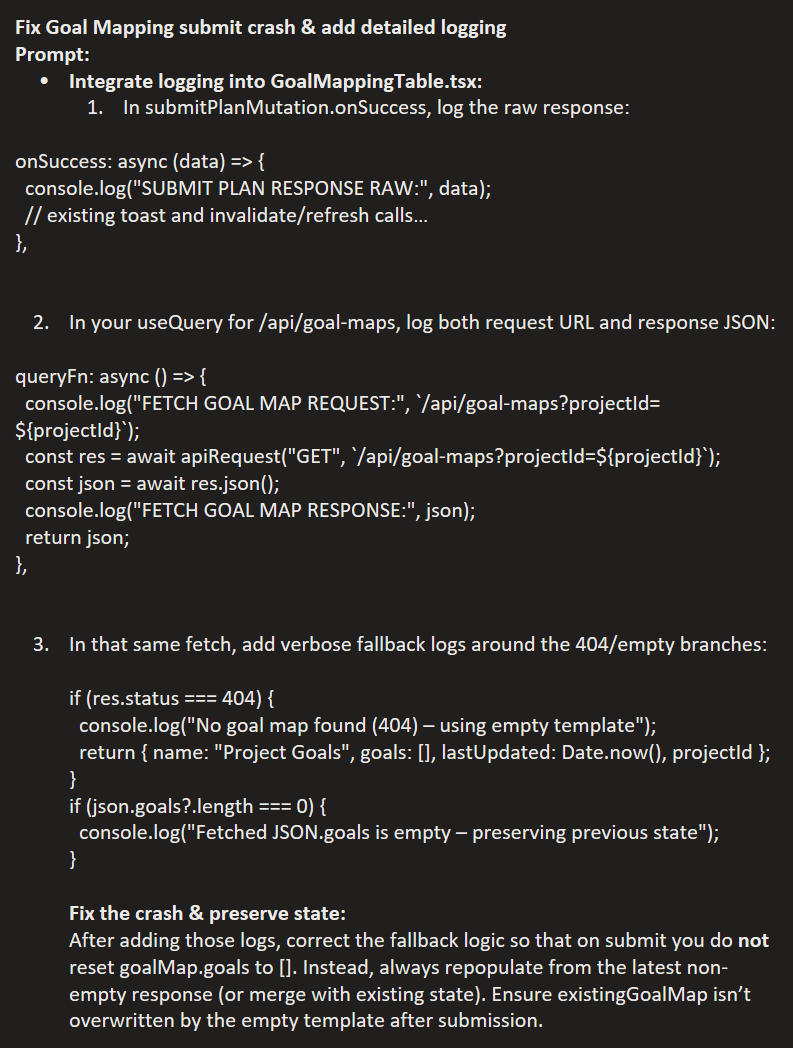 Fix Goal Mapping submit crash & add detailed logging
Prompt:
• Integrate logging into GoalMappingTable.tsx:
1. In submitPlanMutation.onSuccess, log the raw response:
onSuccess: async (data) => {
console.log("SUBMIT PLAN RESPONSE RAW:", data);
// existing toast and invalidate/refresh calls...
},
2. In your useQuery for /api/goal-maps, log both request URL and response JSON:
queryFn: async () => {
console.log("FETCH GOAL MAP REQUEST:", `/api/goal-maps?projectId=
${projectId}`);
const res = await apiRequest("GET", `/api/goal-maps?projectId=${projectId}`);
const json = await res.json();
console.log("FETCH GOAL MAP RESPONSE:", json);
return json;
},
3. In that same fetch, add verbose fallback logs around the 404/empty branches:
if (res.status === 404) {
console.log("No goal map found (404) – using empty template");
return { name: "Project Goals", goals: [], lastUpdated: Date.now(), projectId };
}
if (json.goals?.length === 0) {
console.log("Fetched JSON.goals is empty – preserving previous state");
}
Fix the crash & preserve state:
After adding those logs, correct the fallback logic so that on submit you do not
reset goalMap.goals to []. Instead, always repopulate from the latest non-
empty response (or merge with existing state). Ensure existingGoalMap isn't
overwritten by the empty template after submission.